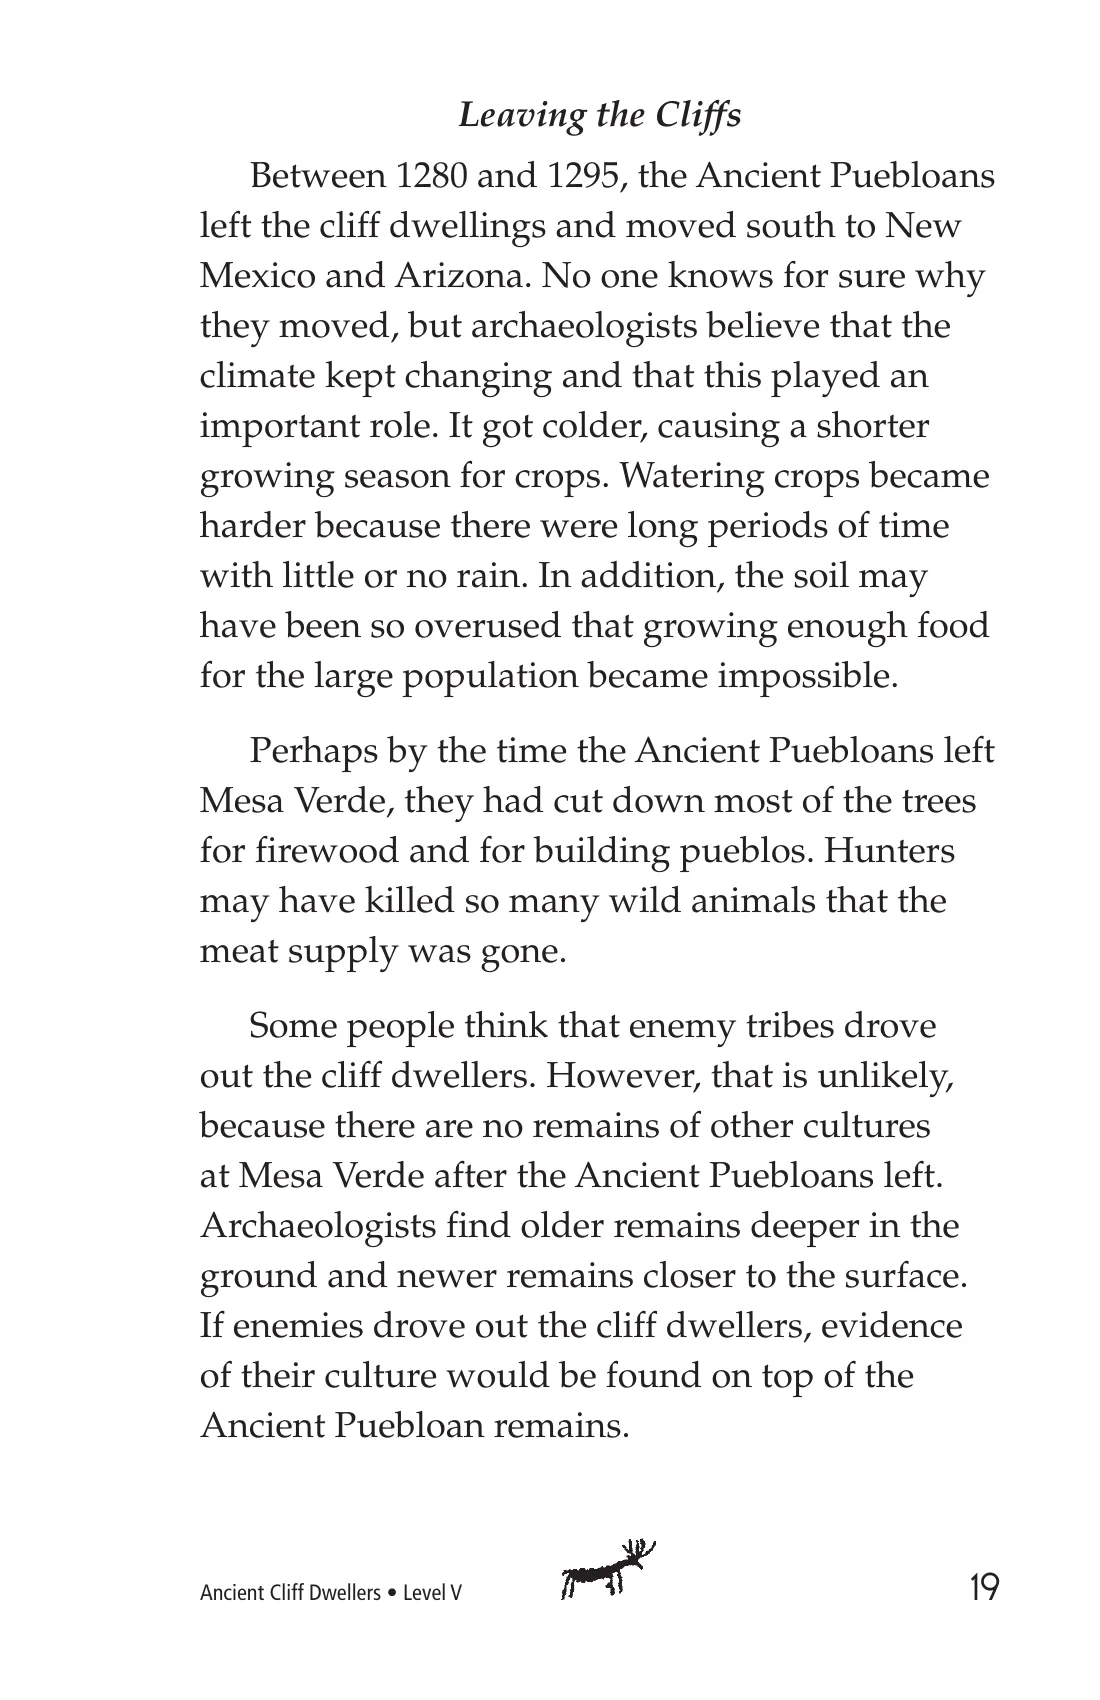 Leaving the Cliffs
Between 1280 and 1295, the Ancient Puebloans
left the cliff dwellings and moved south to New
Mexico and Arizona. No one knows for sure why
they moved, but archaeologists believe that the
climate kept changing and that this played an
important role. It got colder, causing a shorter
growing season for crops. Watering crops became
harder because there were long periods of time
with little or no rain. In addition, the soil may
have been so overused that growing enough food
for the large population became impossible.
Perhaps by the time the Ancient Puebloans left
Mesa Verde, they had cut down most of the trees
for firewood and for building pueblos. Hunters
may have killed so many wild animals that the
meat supply was gone.
Some people think that enemy tribes drove
out the cliff dwellers. However, that is unlikely,
because there are no remains of other cultures
at Mesa Verde after the Ancient Puebloans left.
Archaeologists find older remains deeper in the
ground and newer remains closer to the surface.
If enemies drove out the cliff dwellers, evidence
of their culture would be found on top of the
Ancient Puebloan remains.
Ancient Cliff Dwellers • Level V
19